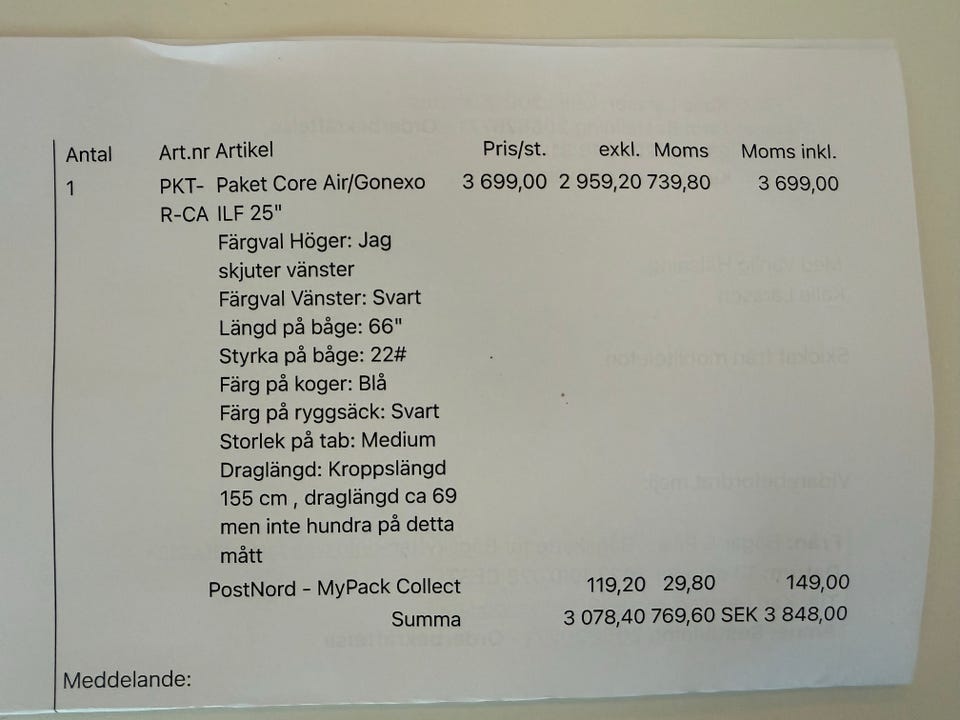 Antal Art.nr Artikel Pris/st. exkl. Moms Moms inkl.
1 PKT- Paket Core Air/Gonexo 3 699,00 2 959,20 739,80 3 699,00
R-CA ILF 25"
Färgval Höger: Jag
skjuter vänster
Färgval Vänster: Svart
Längd på båge: 66"
Styrka på båge: 22#
Färg på koger: Blå
Färg på ryggsäck: Svart
Storlek på tab: Medium
Draglängd: Kroppslängd
155 cm , draglängd ca 69
men inte hundra på detta
mått
PostNord - MyPack Collect 119,20 29,80 149,00
Summa 3 078,40 769,60 SEK 3 848,00
Meddelande: